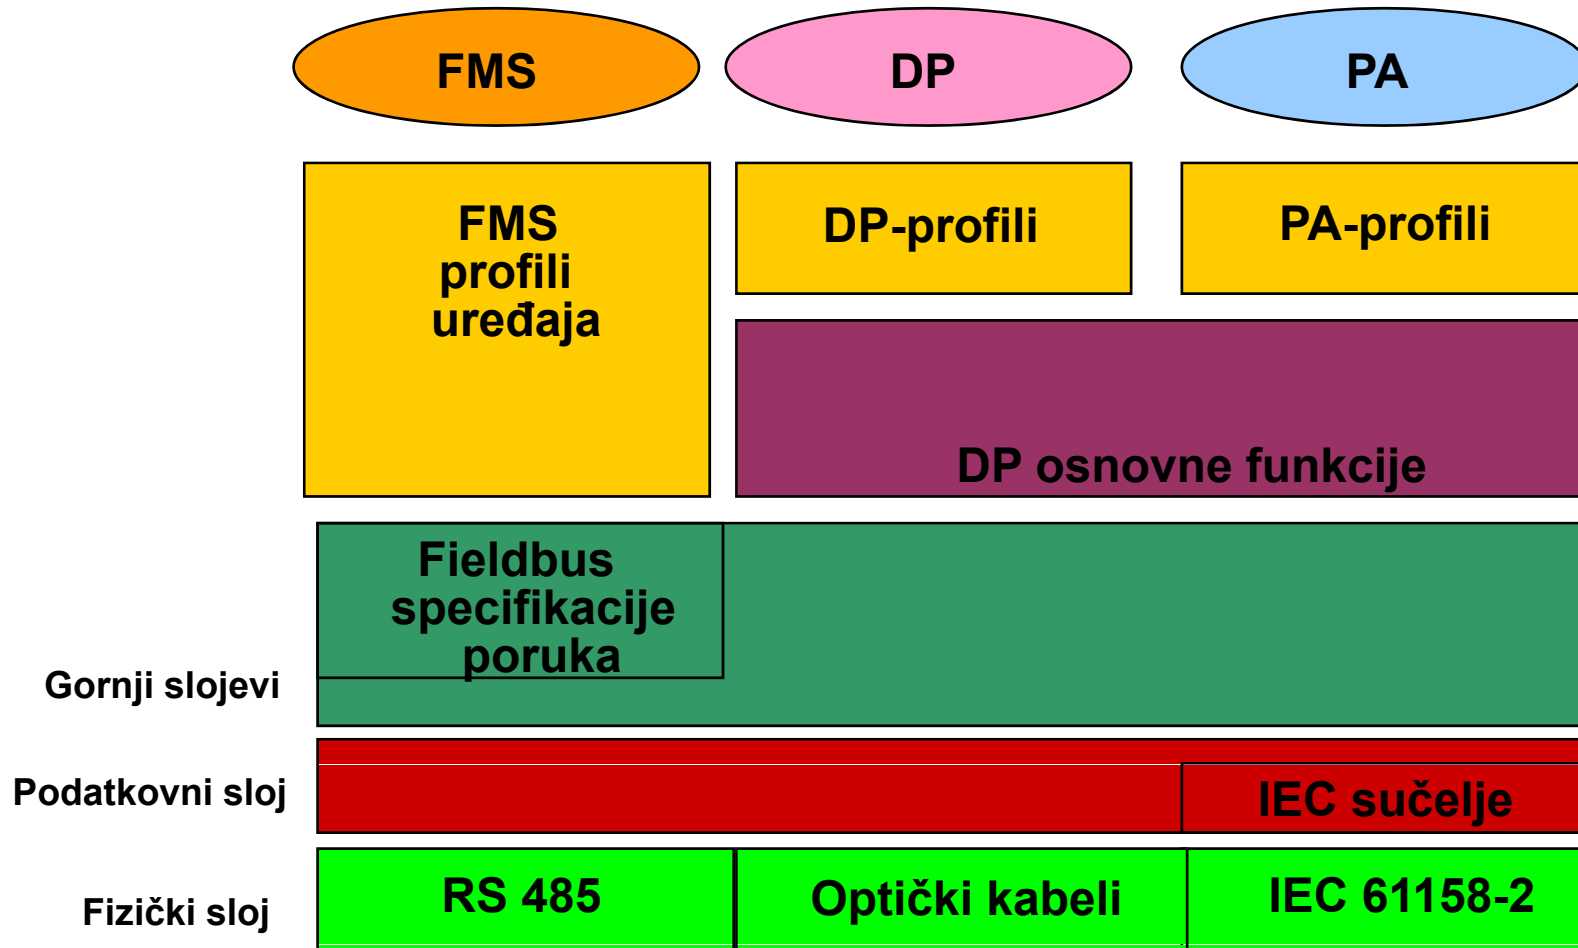 FMS
DP
PA
FMS
profili
uređaja
DP-profili
PA-profili
DP osnovne funkcije
Fieldbus
specifikacije
poruka
Gornji slojevi
Podatkovni sloj
IEC sučelje
Fizički sloj
RS 485
Optički kabeli
IEC 61158-2